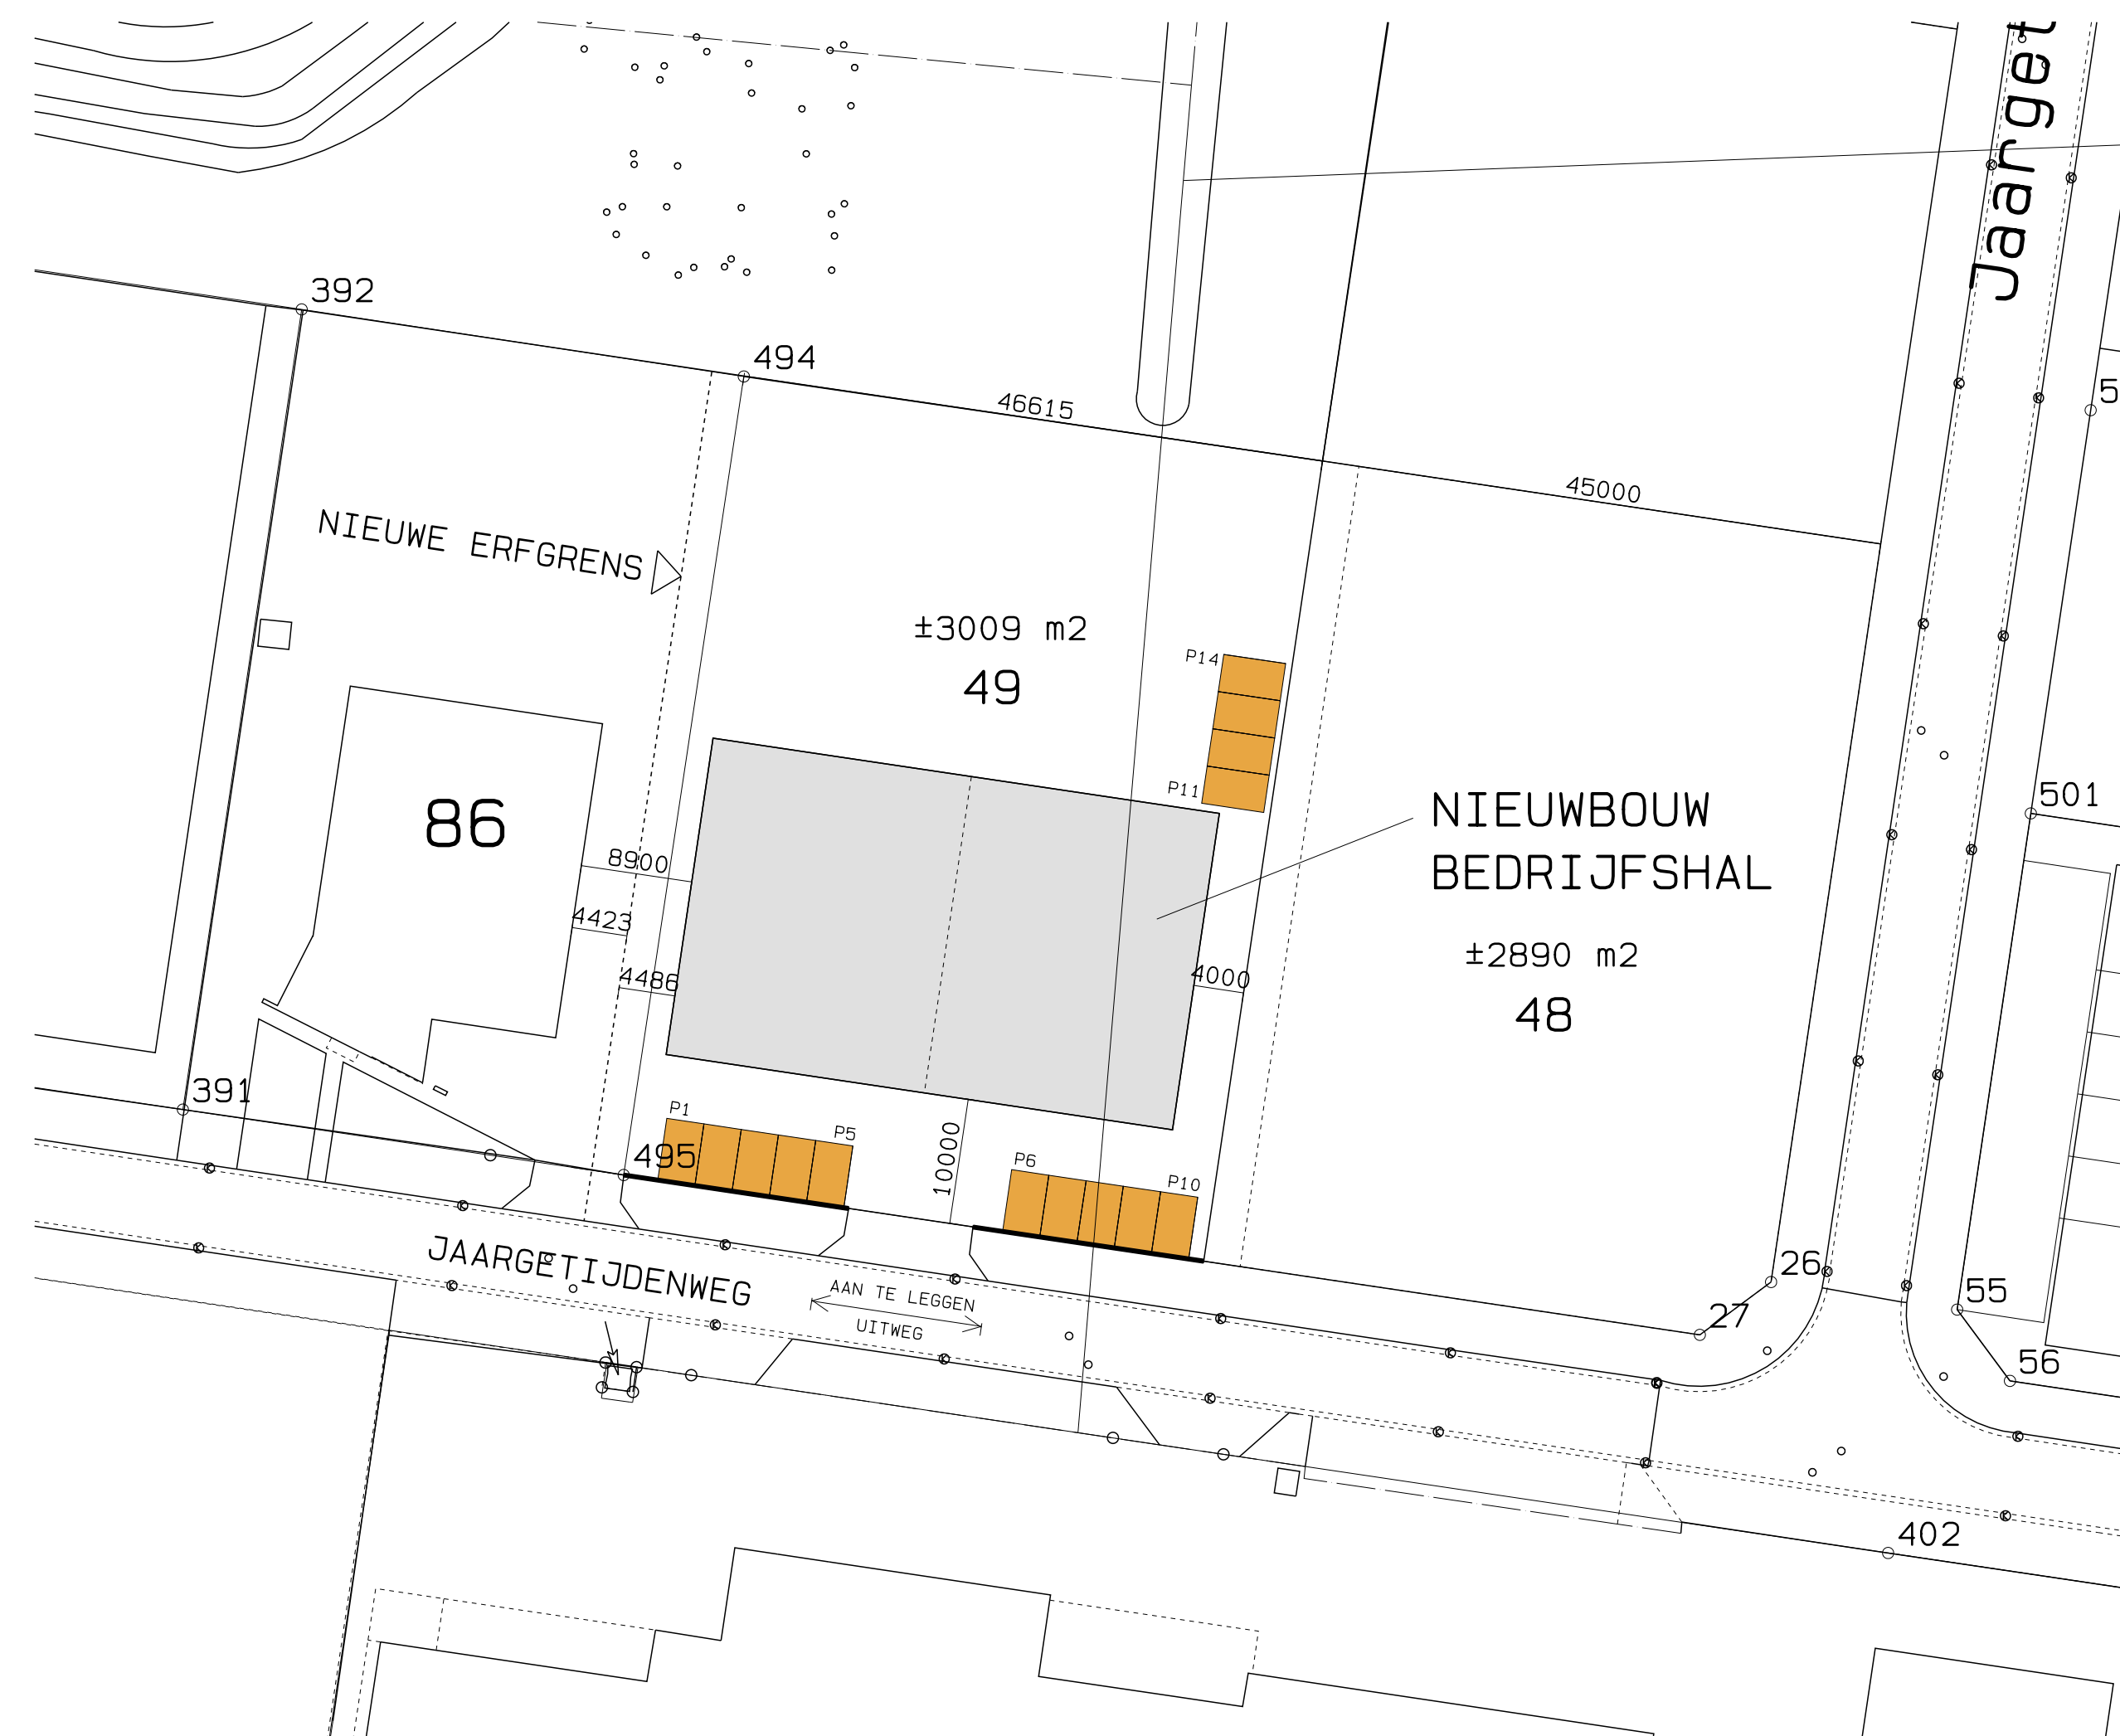 Jaarget
392
494
46615
45000
5
NIEUWE ERFGRENS
±3009 m2
49
P14
P11
86
8900
4423
4486
4000
NIEUWBOUW
BEDRIJFSHAL
±2890 m2
48
501
391
P1
P5
495
10000
P6
P10
JAARGETIJDENWEG
AAN TE LEGGEN
UITWEG
26
27
55
56
402